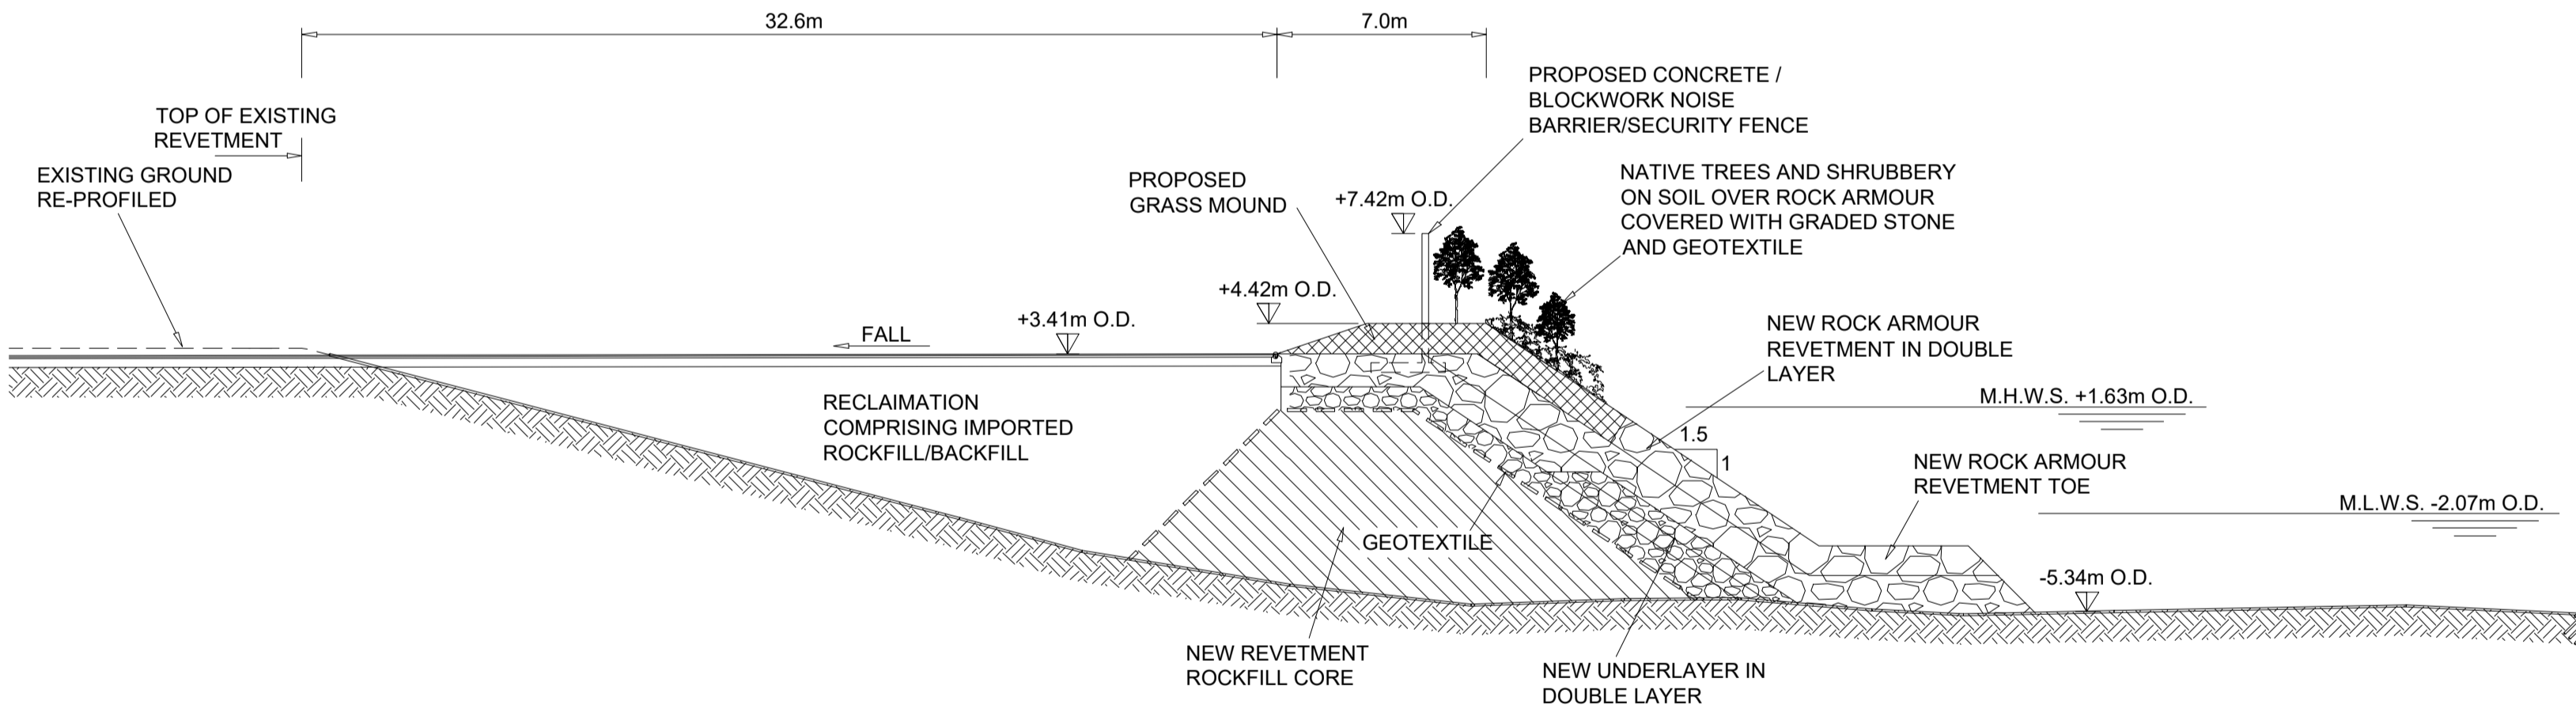 32.6m
7.0m
TOP OF EXISTING
REVETMENT
EXISTING GROUND
RE-PROFILED
PROPOSED
GRASS MOUND
PROPOSED CONCRETE /
BLOCKWORK NOISE
BARRIER/SECURITY FENCE
NATIVE TREES AND SHRUBBERY
ON SOIL OVER ROCK ARMOUR
COVERED WITH GRADED STONE
AND GEOTEXTILE
+7.42m O.D.
+4.42m O.D.
+3.41m O.D.
FALL
NEW ROCK ARMOUR
REVETMENT IN DOUBLE
LAYER
M.H.W.S. +1.63m O.D.
RECLAIMATION
COMPRISING IMPORTED
ROCKFILL/BACKFILL
1.5
1
NEW ROCK ARMOUR
REVETMENT TOE
M.L.W.S. -2.07m O.D.
GEOTEXTILE
-5.34m O.D.
NEW REVETMENT
ROCKFILL CORE
NEW UNDERLAYER IN
DOUBLE LAYER